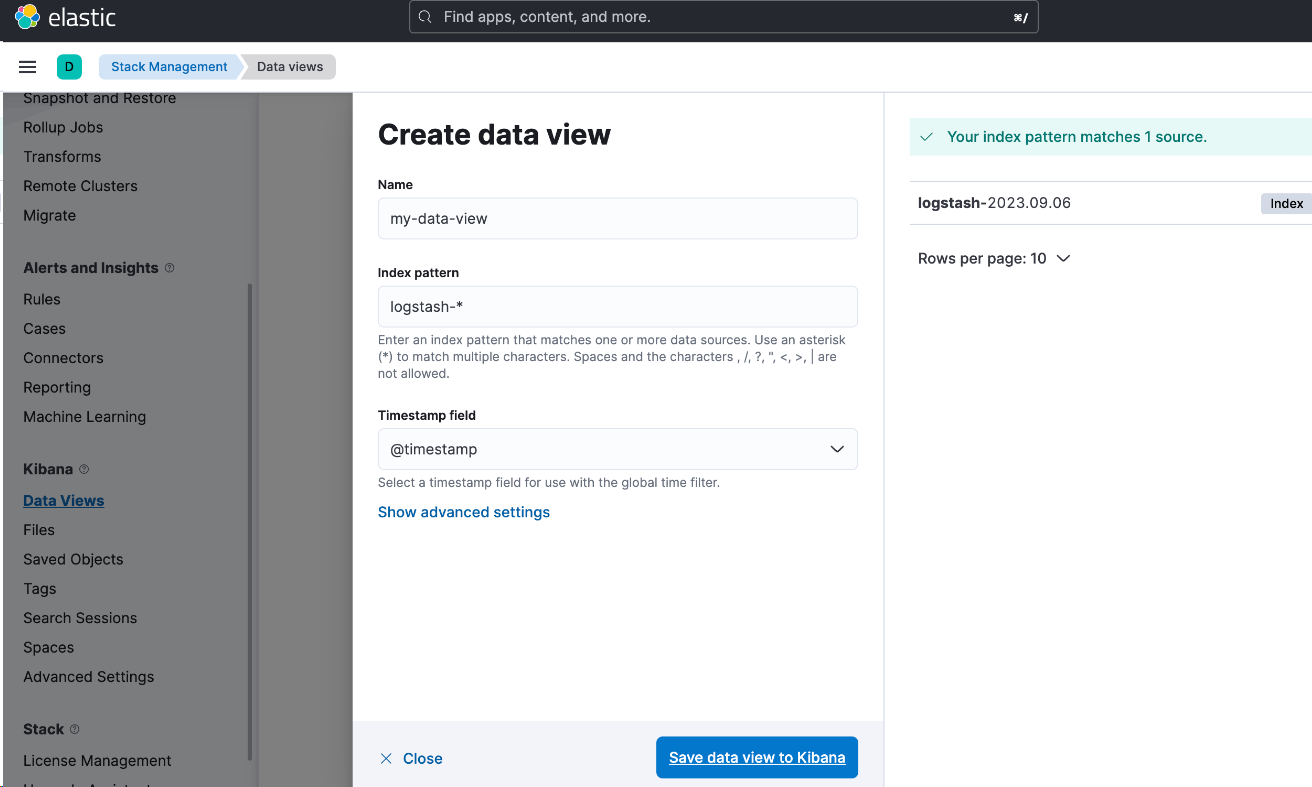 elastic
Find apps, content, and more.
⌘/
D
Stack Management
Data views
Snapshot and Restore
Rollup Jobs
Transforms
Remote Clusters
Migrate
Alerts and Insights
Rules
Cases
Connectors
Reporting
Machine Learning
Kibana
Data Views
Files
Saved Objects
Tags
Search Sessions
Spaces
Advanced Settings
Stack
License Management
Create data view
Name
my-data-view
Index pattern
logstash-*
Enter an index pattern that matches one or more data sources. Use an asterisk
(*) to match multiple characters. Spaces and the characters , /, ?, ", <, >, | are
not allowed.
Timestamp field
@timestamp
Select a timestamp field for use with the global time filter.
Show advanced settings
Close
Save data view to Kibana
Your index pattern matches 1 source.
logstash-2023.09.06
Index
Rows per page: 10